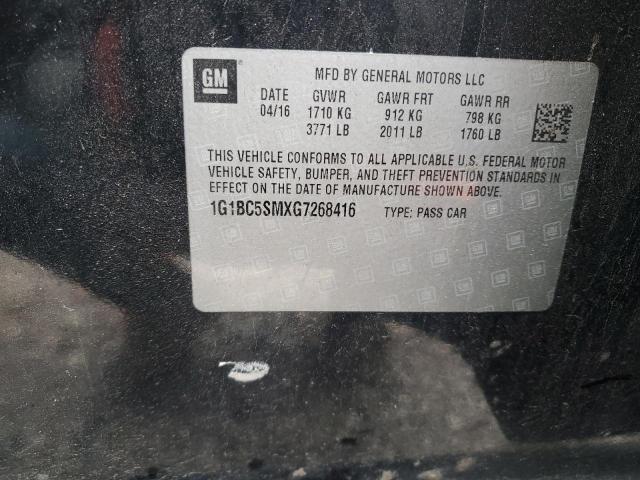 GM
MFD BY GENERAL MOTORS LLC
DATE GVWR GAWR FRT GAWR RR
04/16 1710 KG 912 KG 798 KG
3771 LB 2011 LB 1760 LB
THIS VEHICLE CONFORMS TO ALL APPLICABLE U.S. FEDERAL MOTOR
VEHICLE SAFETY, BUMPER, AND THEFT PREVENTION STANDARDS IN
EFFECT ON THE DATE OF MANUFACTURE SHOWN ABOVE.
1G1BC5SMXG7268416 TYPE: PASS CAR